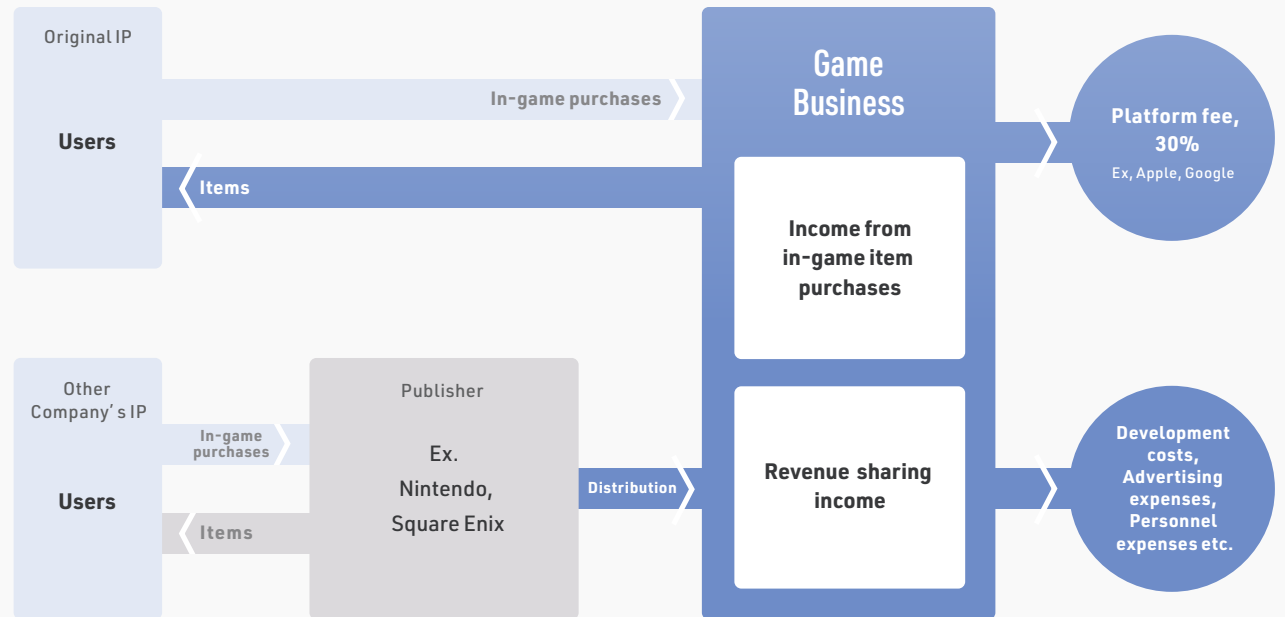 Original IP
Users
In-game purchases
Items
Game
Business
Income from
in-game item
purchases
Platform fee,
30%
Ex, Apple, Google
Other
Company's IP
Users
In-game
purchases
Items
Publisher
Ex.
Nintendo,
Square Enix
Distribution
Revenue sharing
income
Development
costs,
Advertising
expenses,
Personnel
expenses etc.